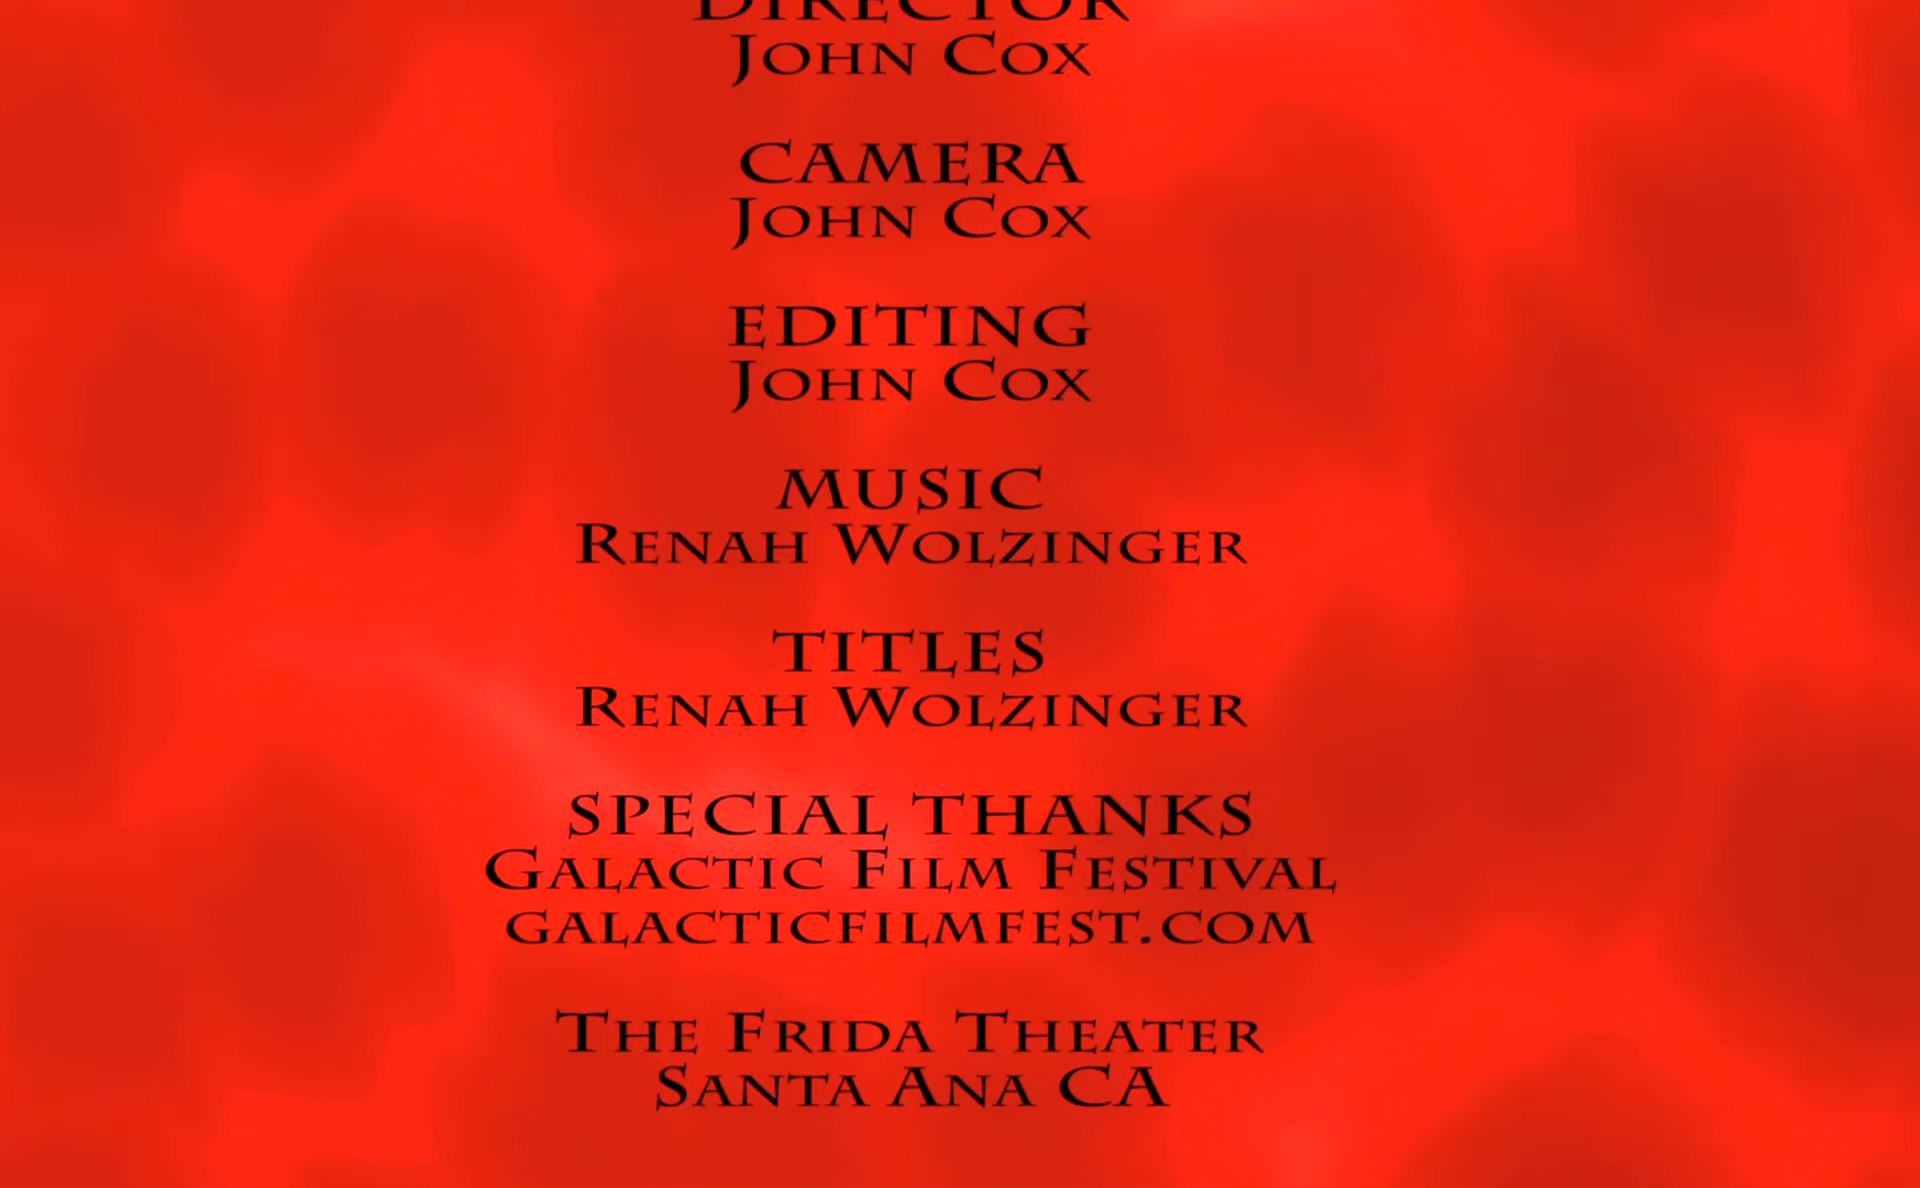 DIRECTOR
JOHN COX
CAMERA
JOHN COX
EDITING
JOHN COX
MUSIC
RENAH WOLZINGER
TITLES
RENAH WOLZINGER
SPECIAL THANKS
GALACTIC FILM FESTIVAL
GALACTICFILMFEST.COM
THE FRIDA THEATER
SANTA ANA CA